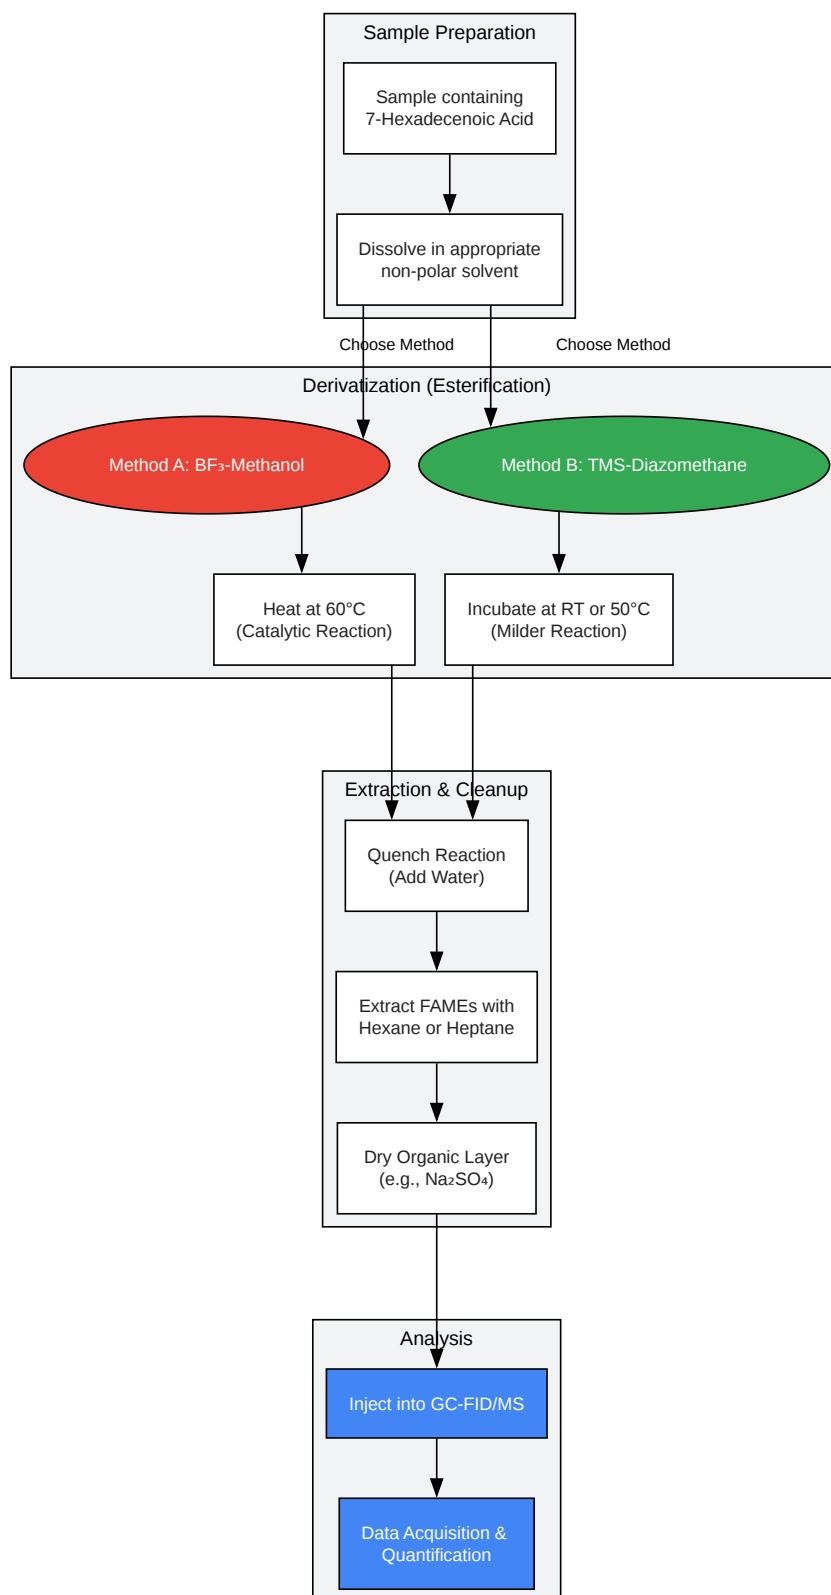 Sample Preparation
Sample containing
7-Hexadecenoic Acid
Dissolve in appropriate
non-polar solvent
Choose Method
Choose Method
Derivatization (Esterification)
Method A: BF₃-Methanol
Method B: TMS-Diazomethane
Heat at 60°C
(Catalytic Reaction)
Incubate at RT or 50°C
(Milder Reaction)
Extraction & Cleanup
Quench Reaction
(Add Water)
Extract FAMEs with
Hexane or Heptane
Dry Organic Layer
(e.g., Na₂SO₄)
Analysis
Inject into GC-FID/MS
Data Acquisition &
Quantification